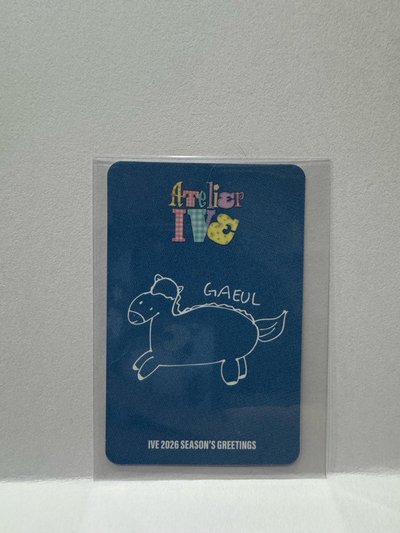 Atelier
IVE
GAEUL
IVE 2026 SEASON'S GREETINGS